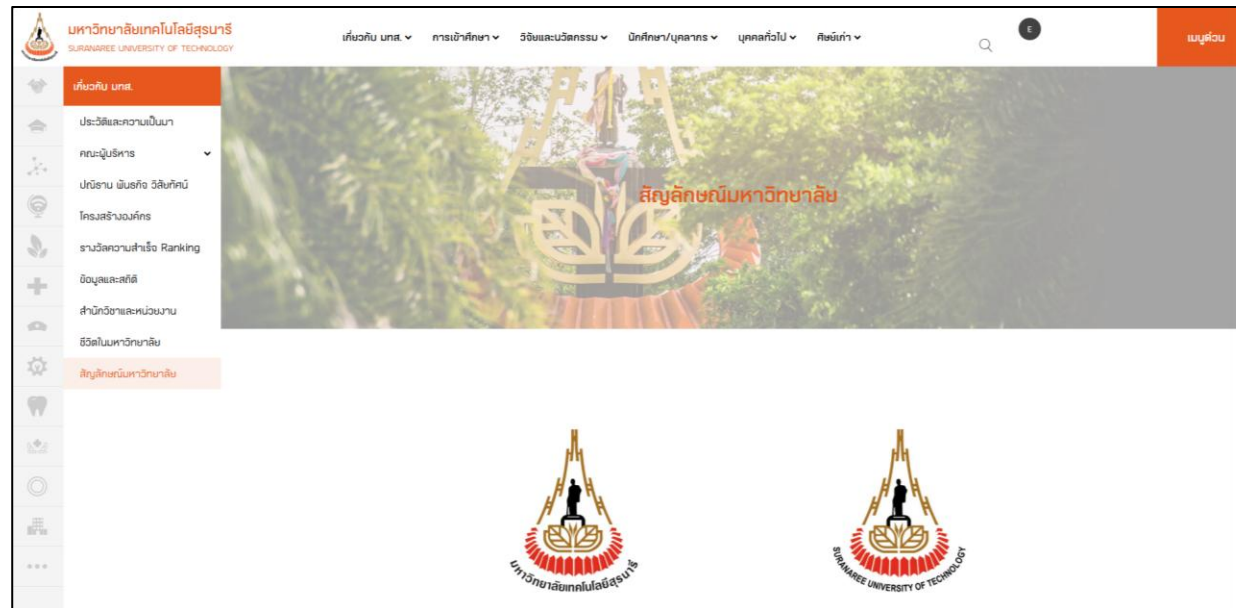 มหาวิทยาลัยเทคโนโลยีสุรนารี
SURANAREE UNIVERSITY OF TECHNOLOGY
เกี่ยวกับ มทส. การเข้าศึกษา วิจัยและนวัตกรรม นักศึกษา/บุคลากร บุคคลทั่วไป ศิษย์เก่า E เมนูด่วน
เกี่ยวกับ มทส.
ประวัติและความเป็นมา
คณะผู้บริหาร
ปณิธาน พันธกิจ วิสัยทัศน์
โครงสร้างองค์กร
รางวัลความสำเร็จ Ranking
ข้อมูลและสถิติ
สำนักวิชาและหน่วยงาน
ชีวิตในมหาวิทยาลัย
สัญลักษณ์มหาวิทยาลัย
สัญลักษณ์มหาวิทยาลัย
มหาวิทยาลัยเทคโนโลยีสุรนารี
SURANAREE UNIVERSITY OF TECHNOLOGY